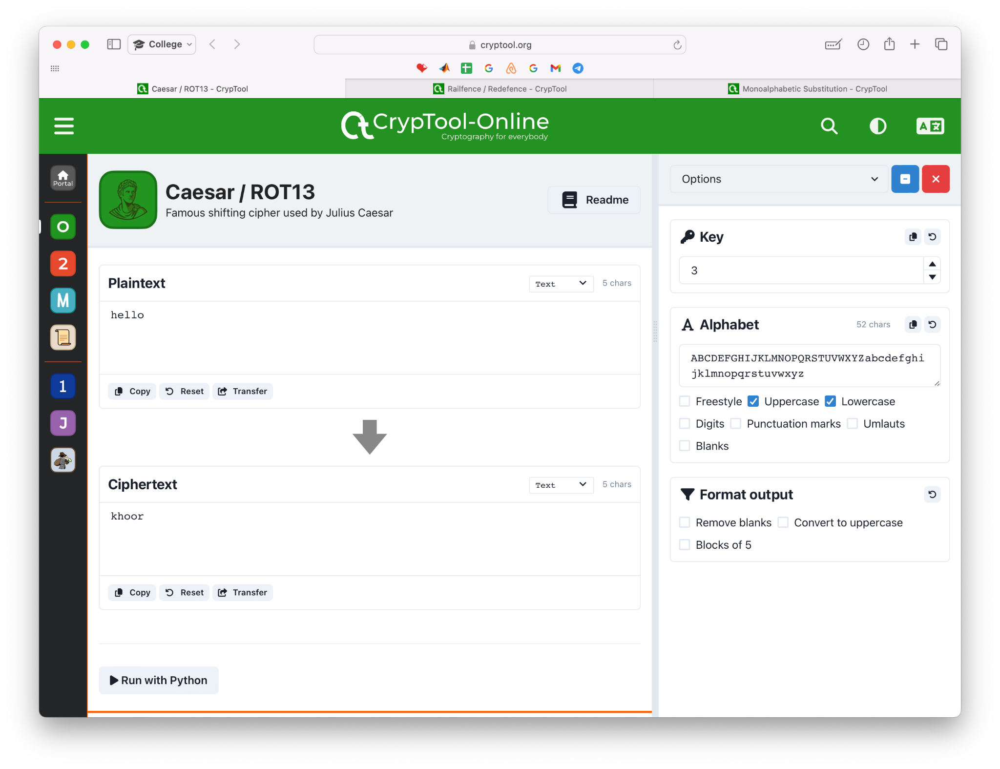 College
cryptool.org
Caesar / ROT13 - CrypTool
Railfence / Redefence - CrypTool
Monoalphabetic Substitution - CrypTool
CrypTool-Online
Cryptography for everybody
A 文
Portal
O
2
M
1
J
Caesar / ROT13
Famous shifting cipher used by Julius Caesar
Readme
Plaintext
Text
5 chars
hello
Copy Reset Transfer
Ciphertext
Text
5 chars
khoor
Copy Reset Transfer
Run with Python
Options
Key
3
Alphabet
52 chars
ABCDEFGHIJKLMNOPQRSTUVWXYZabcdefghi
jklmnopqrstuvwxyz
Freestyle Uppercase Lowercase
Digits Punctuation marks Umlauts
Blanks
Format output
Remove blanks Convert to uppercase
Blocks of 5